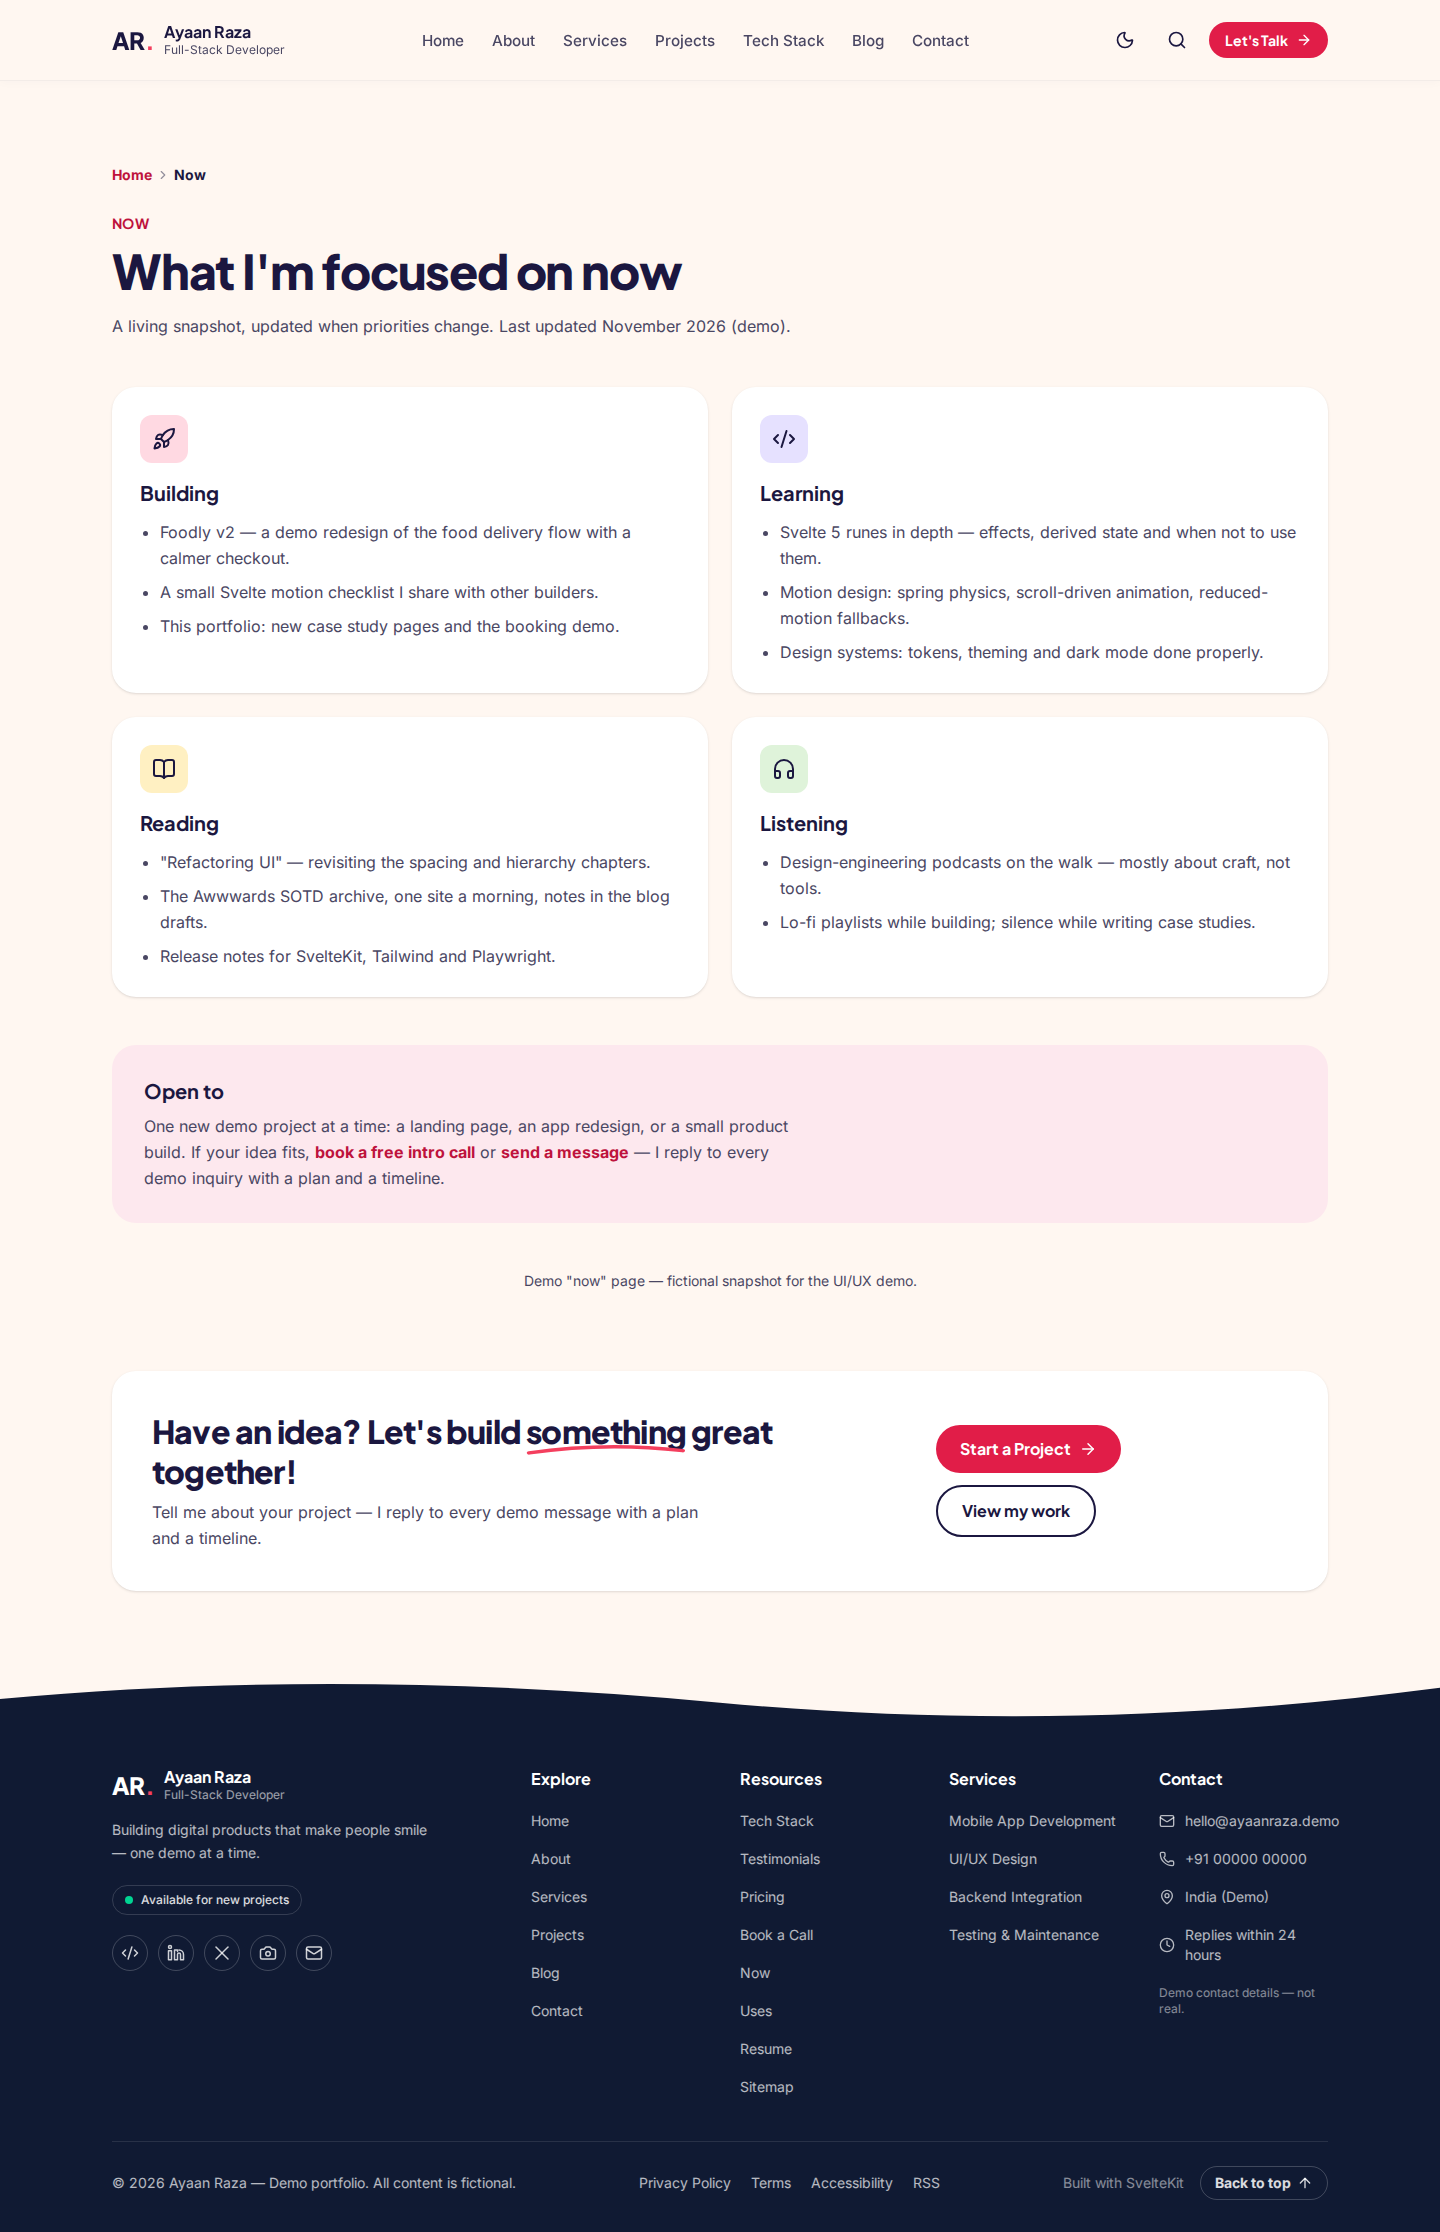 AR.
Ayaan Raza
Full-Stack Developer
Home
About
Services
Projects
Tech Stack
Blog
Contact
Let's Talk
Home
Now
NOW
What I'm focused on now
A living snapshot, updated when priorities change. Last updated November 2026 (demo).
Building
Foodly v2 — a demo redesign of the food delivery flow with a
calmer checkout.
A small Svelte motion checklist I share with other builders.
This portfolio: new case study pages and the booking demo.
Learning
Svelte 5 runes in depth — effects, derived state and when not to use
them.
Motion design: spring physics, scroll-driven animation, reduced-
motion fallbacks.
Design systems: tokens, theming and dark mode done properly.
Reading
"Refactoring UI" — revisiting the spacing and hierarchy chapters.
The Awwwards SOTD archive, one site a morning, notes in the blog
drafts.
Release notes for SvelteKit, Tailwind and Playwright.
Listening
Design-engineering podcasts on the walk — mostly about craft, not
tools.
Lo-fi playlists while building; silence while writing case studies.
Open to
One new demo project at a time: a landing page, an app redesign, or a small product
build. If your idea fits, book a free intro call or send a message — I reply to every
demo inquiry with a plan and a timeline.
Demo "now" page — fictional snapshot for the UI/UX demo.
Have an idea? Let's build something great
together!
Tell me about your project — I reply to every demo message with a plan
and a timeline.
Start a Project
View my work
AR.
Ayaan Raza
Full-Stack Developer
Building digital products that make people smile
— one demo at a time.
Available for new projects
Explore
Home
About
Services
Projects
Blog
Contact
Resources
Tech Stack
Testimonials
Pricing
Book a Call
Now
Uses
Resume
Sitemap
Services
Mobile App Development
UI/UX Design
Backend Integration
Testing & Maintenance
Contact
hello@ayaanraza.demo
+91 00000 00000
India (Demo)
Replies within 24
hours
Demo contact details — not
real.
© 2026 Ayaan Raza — Demo portfolio. All content is fictional.
Privacy Policy
Terms
Accessibility
RSS
Built with SvelteKit
Back to top